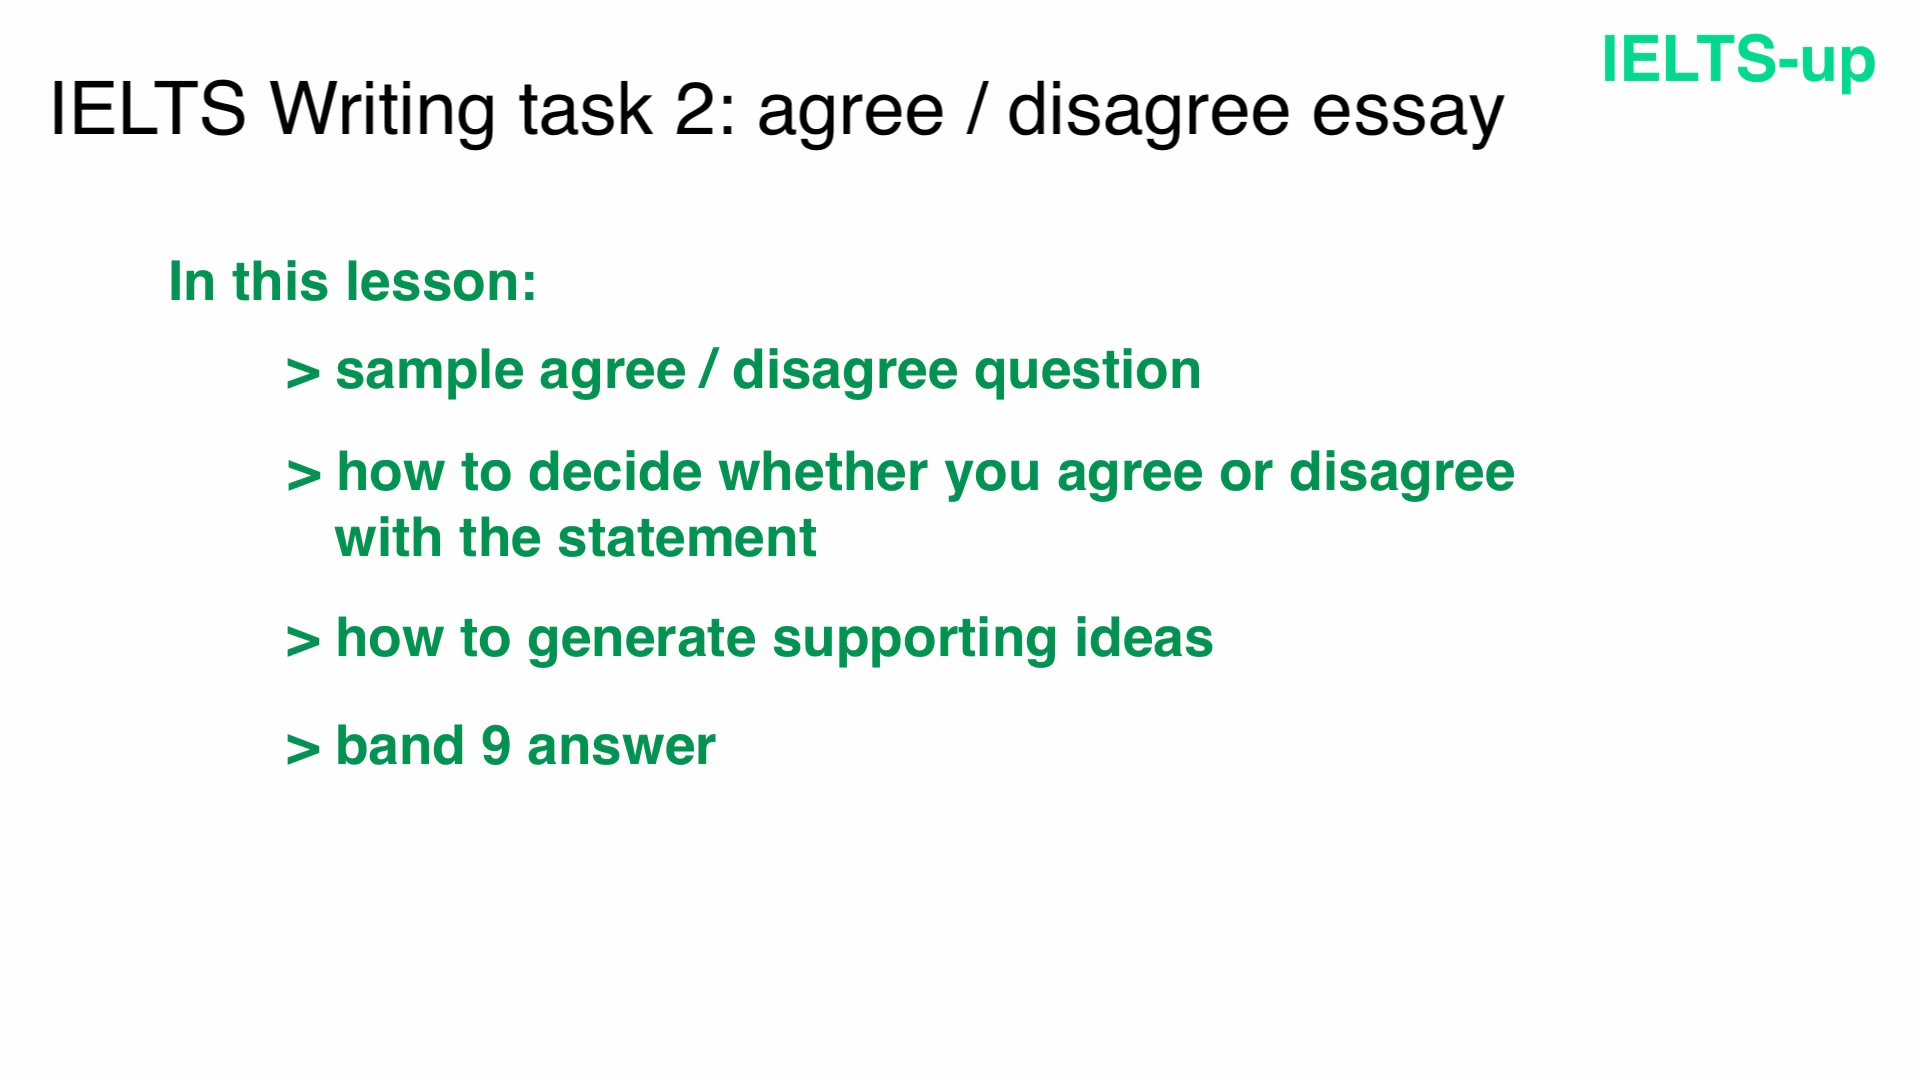 IELTS-up
IELTS Writing task 2: agree / disagree essay
In this lesson:
> sample agree / disagree question
> how to decide whether you agree or disagree
with the statement
> how to generate supporting ideas
> band 9 answer